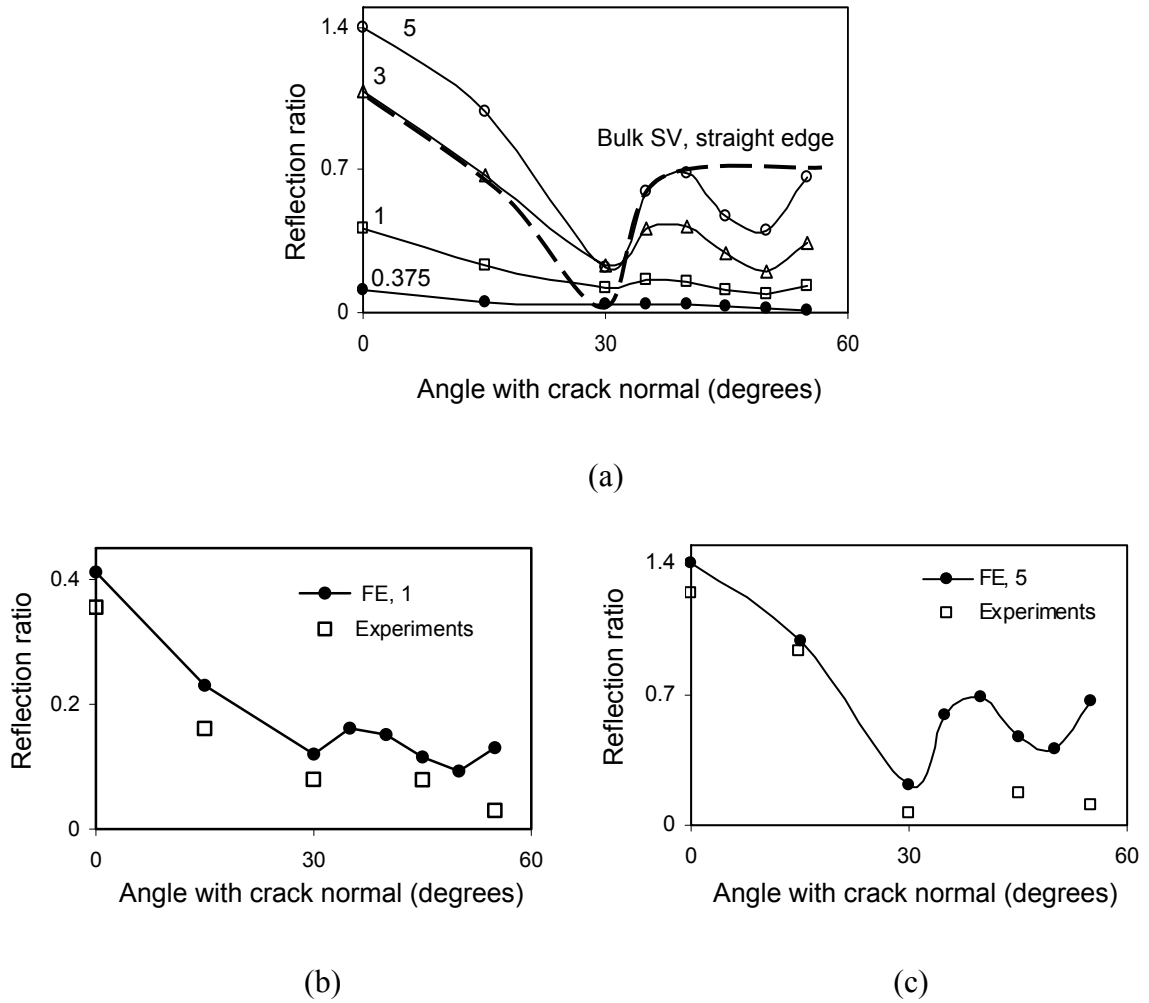 1.4
5
3
Bulk SV, straight edge
0.7
Reflection ratio
1
0.375
0
0
30
60
Angle with crack normal (degrees)
(a)
0.4
FE, 1
Experiments
0.2
Reflection ratio
0
0
30
60
Angle with crack normal (degrees)
(b)
1.4
FE, 5
Experiments
0.7
Reflection ratio
0
0
30
60
Angle with crack normal (degrees)
(c)